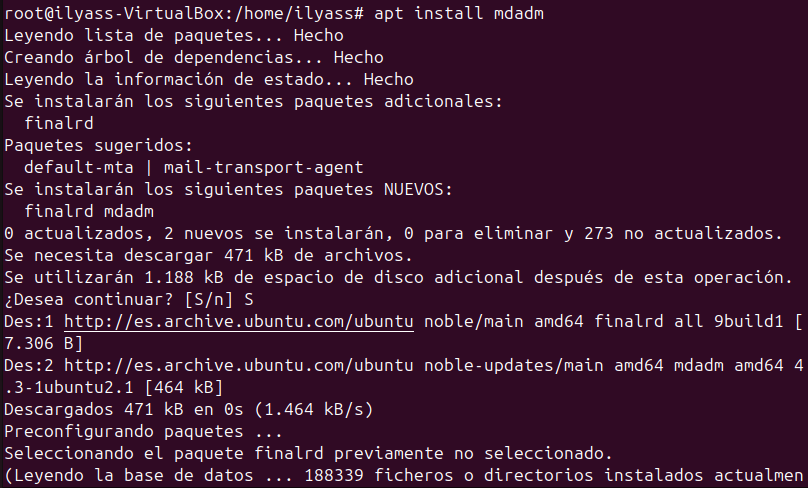 root@ilyass-VirtualBox:/home/ilyass# apt install mdadm
Leyendo lista de paquetes... Hecho
Creando árbol de dependencias... Hecho
Leyendo la información de estado... Hecho
Se instalarán los siguientes paquetes adicionales:
  finalrd
Paquetes sugeridos:
  default-mta | mail-transport-agent
Se instalarán los siguientes paquetes NUEVOS:
  finalrd mdadm
0 actualizados, 2 nuevos se instalarán, 0 para eliminar y 273 no actualizados.
Se necesita descargar 471 kB de archivos.
Se utilizarán 1.188 kB de espacio de disco adicional después de esta operación.
¿Desea continuar? [S/n] S
Des:1 http://es.archive.ubuntu.com/ubuntu noble/main amd64 finalrd all 9build1 [
7.306 B]
Des:2 http://es.archive.ubuntu.com/ubuntu noble-updates/main amd64 mdadm amd64 4
.3-1ubuntu2.1 [464 kB]
Descargados 471 kB en 0s (1.464 kB/s)
Preconfigurando paquetes ...
Seleccionando el paquete finalrd previamente no seleccionado.
(Leyendo la base de datos ... 188339 ficheros o directorios instalados actualmen